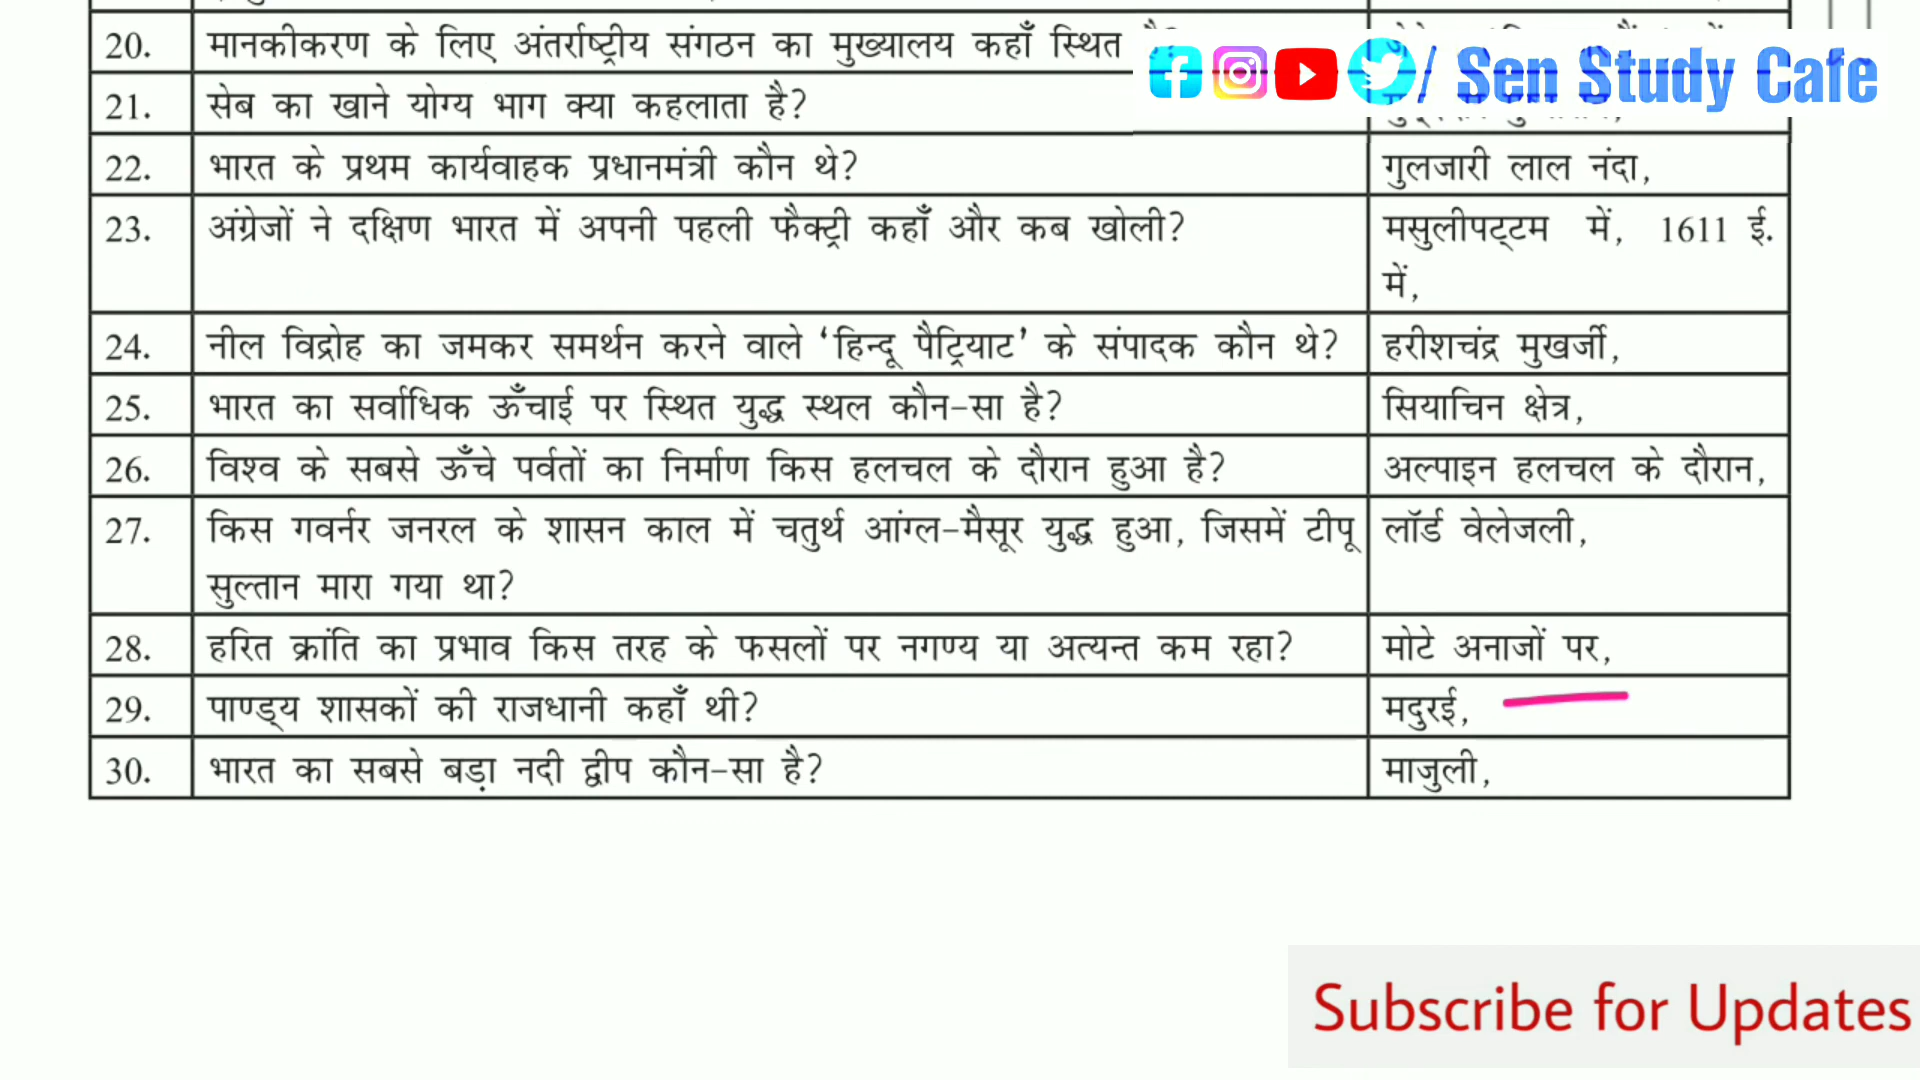 20. मानकीकरण के लिए अंतर्राष्ट्रीय संगठन का मुख्यालय कहाँ स्थित
/ Sen Study Cafe
21. सेब का खाने योग्य भाग क्या कहलाता है?
22. भारत के प्रथम कार्यवाहक प्रधानमंत्री कौन थे? गुलजारी लाल नंदा,
23. अंग्रेजों ने दक्षिण भारत में अपनी पहली फैक्ट्री कहाँ और कब खोली? मसुलीपट्टम में, 1611 ई.
में,
24. नील विद्रोह का जमकर समर्थन करने वाले ‘हिन्दू पैट्रियाट’ के संपादक कौन थे? हरीशचंद्र मुखर्जी,
25. भारत का सर्वाधिक ऊँचाई पर स्थित युद्ध स्थल कौन-सा है? सियाचिन क्षेत्र,
26. विश्व के सबसे ऊँचे पर्वतों का निर्माण किस हलचल के दौरान हुआ है? अल्पाइन हलचल के दौरान,
27. किस गवर्नर जनरल के शासन काल में चतुर्थ आंग्ल-मैसूर युद्ध हुआ, जिसमें टीपू लॉर्ड वेलेजली,
सुल्तान मारा गया था?
28. हरित क्रांति का प्रभाव किस तरह के फसलों पर नगण्य या अत्यन्त कम रहा? मोटे अनाजों पर,
29. पाण्ड्य शासकों की राजधानी कहाँ थी? मदुरई,
30. भारत का सबसे बड़ा नदी द्वीप कौन-सा है? माजुली,
Subscribe for Updates